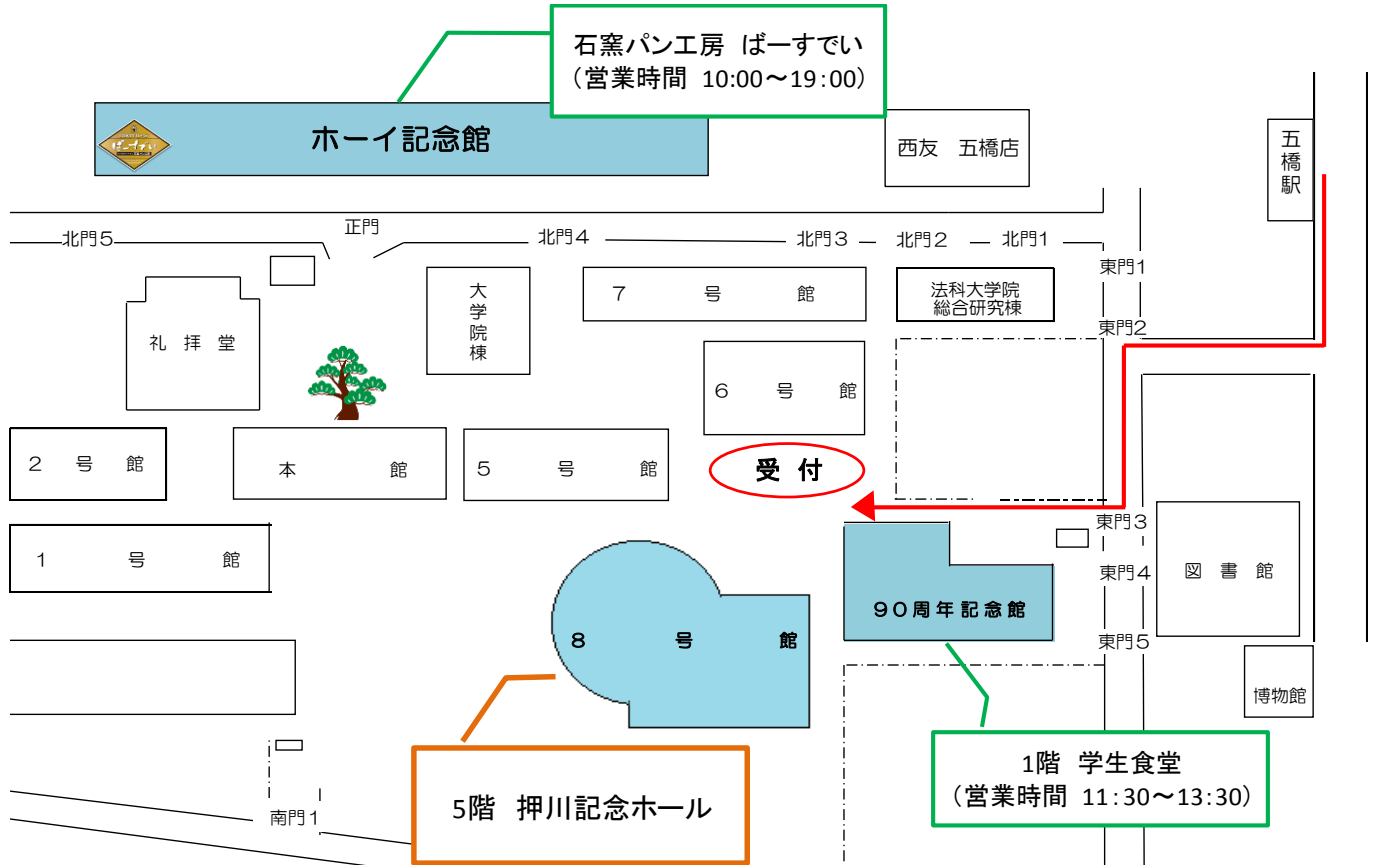 石窯パン工房 ばーすでい
（営業時間 10:00～19:00）
ホーイ記念館
ばーすでい
西友 五橋店
五橋駅
北門5
正門
北門4
北門3
北門2
北門1
東門1
礼拝堂
大学院棟
7号館
法科大学院
総合研究棟
東門2
6号館
2号館
本館
5号館
受付
1号館
東門3
東門4
図書館
90周年記念館
8号館
東門5
博物館
1階 学生食堂
（営業時間 11:30～13:30）
5階 押川記念ホール
南門1